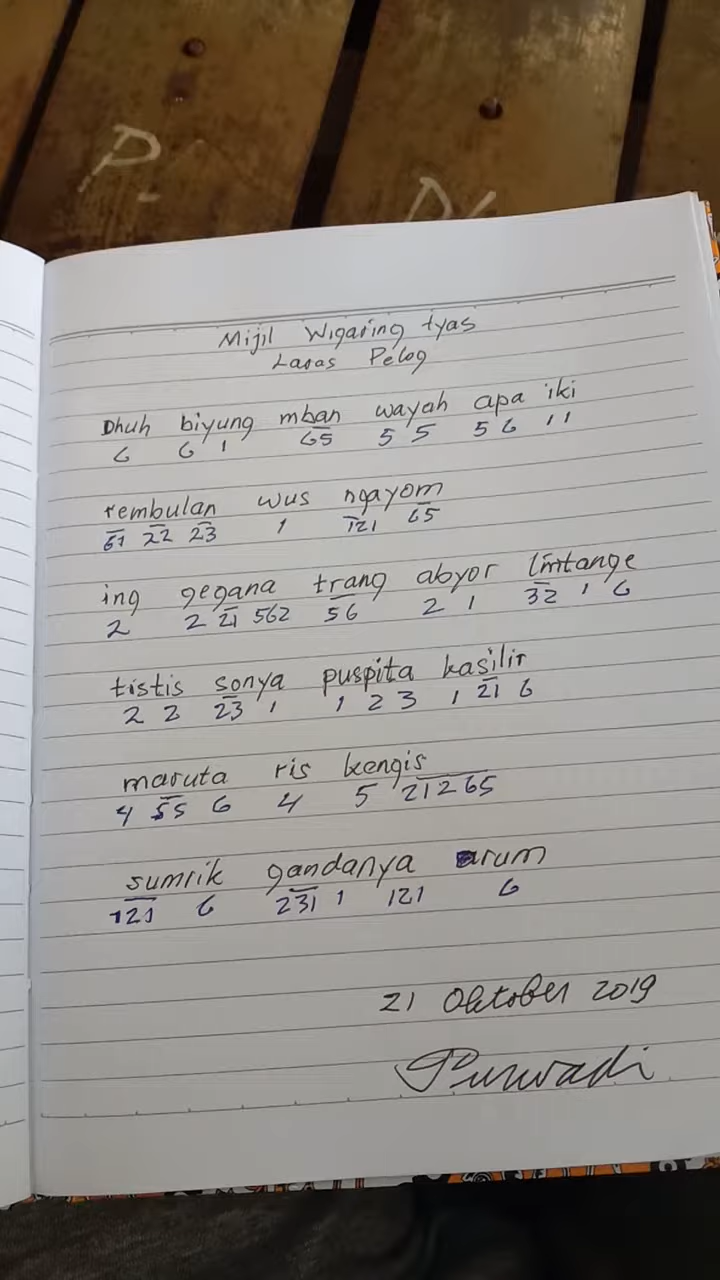 P
Mijil Wigaring tyas
Laras Pelog
Dhuh biyung mban wayah apa iki
6 6 1 65 5 5 5 6 1 1
rembulan wus ngayom
61 22 23 1 121 65
ing gegana trang abyor lintange
2 2 21 562 56 2 1 32 1 6
tistis sonya puspita kasilir
2 2 23 1 1 2 3 1 21 6
maruta ris kengis
4 55 6 4 5 21265
sumrik gandanya arum
121 6 231 1 121 6
21 Oktober 2019
Purwadi